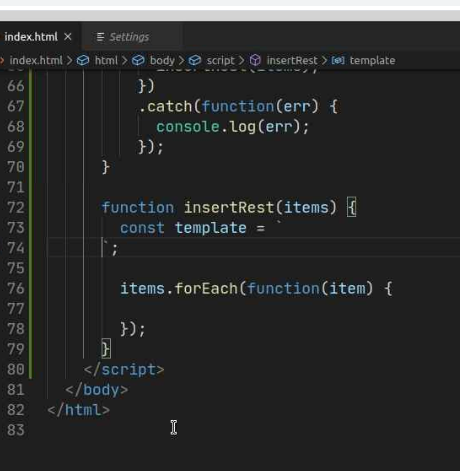 index.html × Settings
index.html > html > body > script > insertRest > template
66 })
67 .catch(function(err) {
68 console.log(err);
69 });
70 }
71
72 function insertRest(items) {
73 const template = `
74 `;
75
76 items.forEach(function(item) {
77
78 });
79 }
80 </script>
81 </body>
82 </html>
83